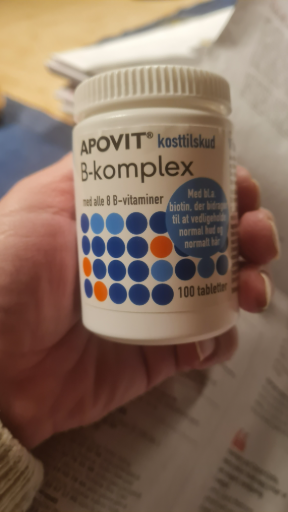 APOVIT® kosttilskud
B-komplex
med alle 8 B-vitaminer
Med bl.a.
biotin, der bidrager
til at vedligeholde
normal hud og
normalt hår
100 tabletter